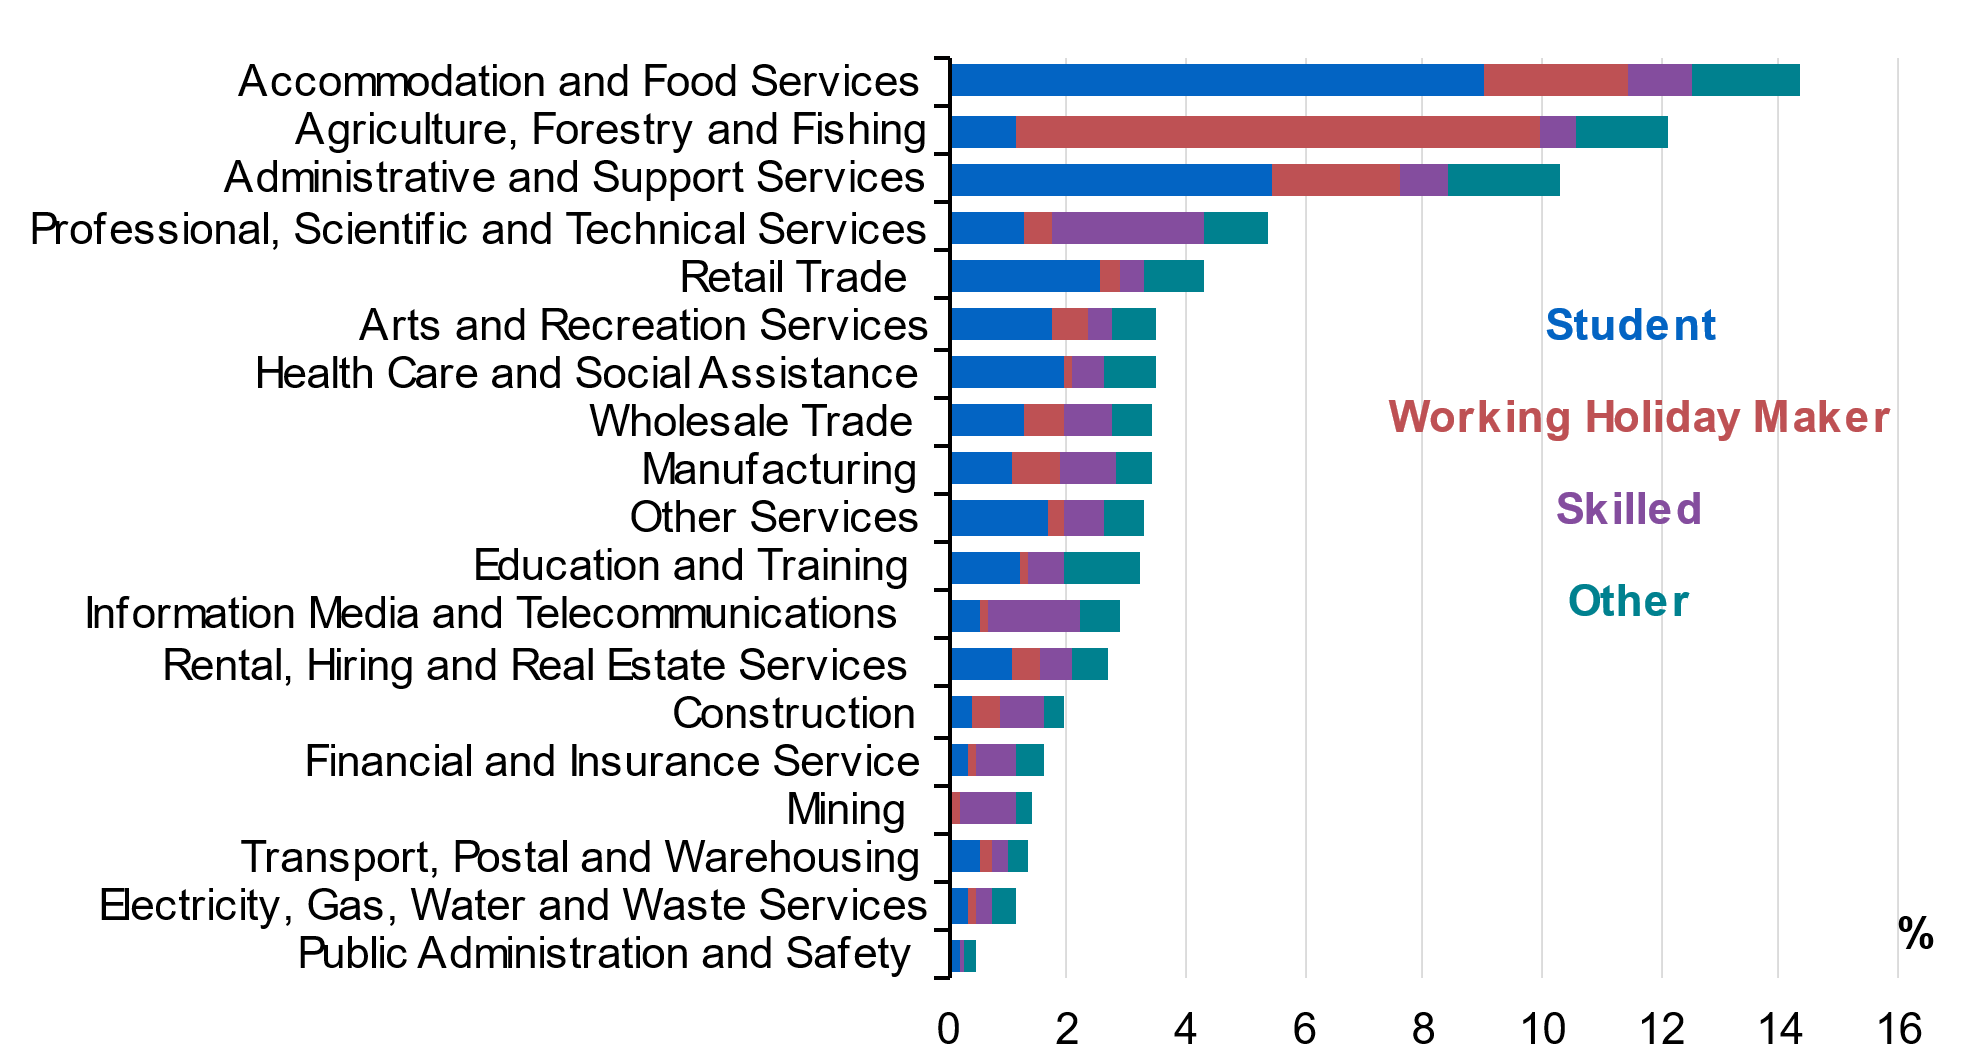 Accommodation and Food Services
Agriculture, Forestry and Fishing
Administrative and Support Services
Professional, Scientific and Technical Services
Retail Trade
Arts and Recreation Services
Health Care and Social Assistance
Wholesale Trade
Manufacturing
Other Services
Education and Training
Information Media and Telecommunications
Rental, Hiring and Real Estate Services
Construction
Financial and Insurance Service
Mining
Transport, Postal and Warehousing
Electricity, Gas, Water and Waste Services
Public Administration and Safety
Student
Working Holiday Maker
Skilled
Other
%
0 2 4 6 8 10 12 14 16